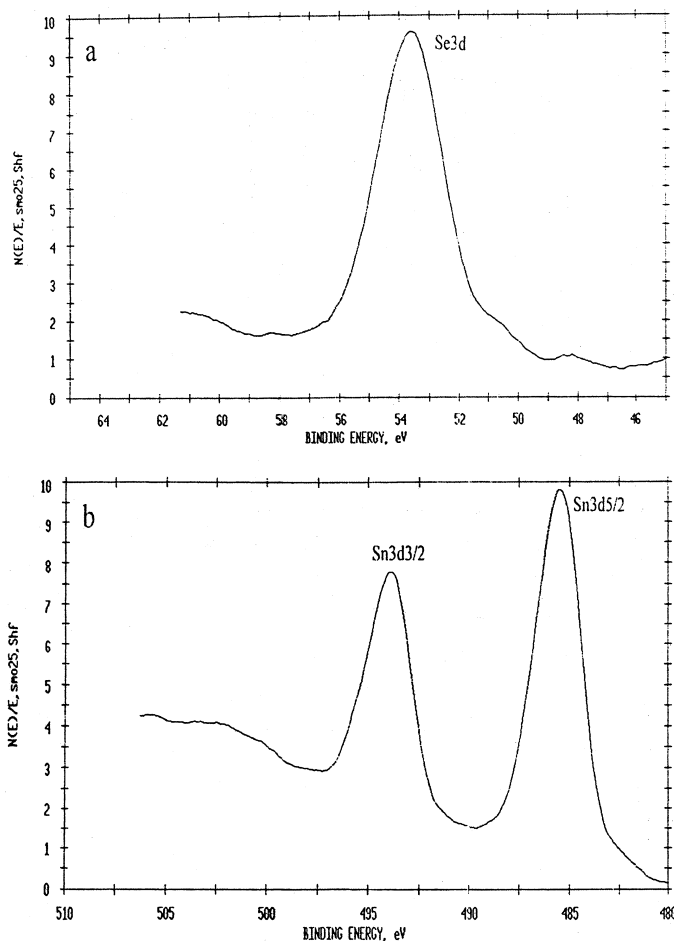 10
9
8
7
6
5
4
3
2
1
0
a
Se3d
N(E)/E, smo25, Shf
64 62 60 58 56 54 52 50 48 46
BINDING ENERGY, eV
10
9
8
7
6
5
4
3
2
1
0
b
Sn3d3/2
Sn3d5/2
N(E)/E, smo25, Shf
510 505 500 495 490 485 480
BINDING ENERGY, eV